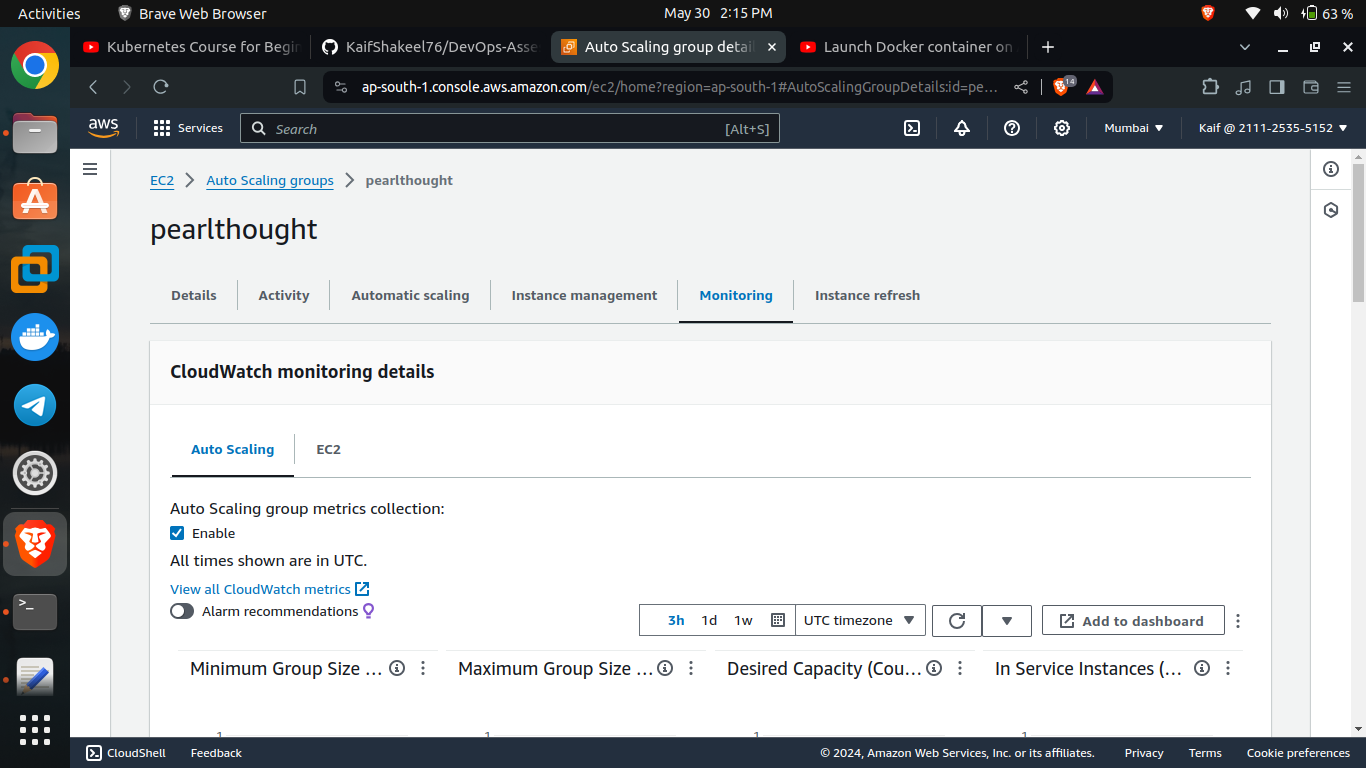 Activities Brave Web Browser May 30 2:15 PM 63 %
Kubernetes Course for Begin KaifShakeel76/DevOps-Asse Auto Scaling group detail Launch Docker container on
ap-south-1.console.aws.amazon.com/ec2/home?region=ap-south-1#AutoScalingGroupDetails:id=pe... 14
aws Services Search [Alt+S] Mumbai Kaif @ 2111-2535-5152
EC2 Auto Scaling groups pearlthought
pearlthought
Details Activity Automatic scaling Instance management Monitoring Instance refresh
CloudWatch monitoring details
Auto Scaling EC2
Auto Scaling group metrics collection:
Enable
All times shown are in UTC.
View all CloudWatch metrics
Alarm recommendations
3h 1d 1w UTC timezone Add to dashboard
Minimum Group Size ... Maximum Group Size ... Desired Capacity (Cou... In Service Instances (...
1 1 1 1
CloudShell Feedback © 2024, Amazon Web Services, Inc. or its affiliates. Privacy Terms Cookie preferences